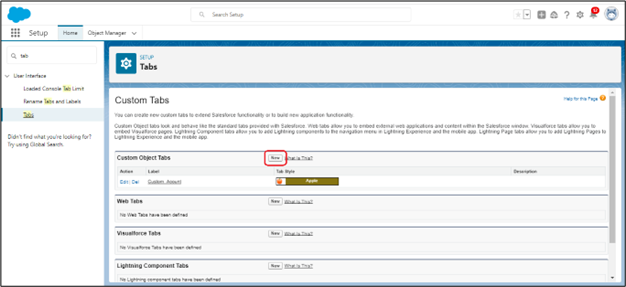 Search Setup
Setup
Home
Object Manager
tab
User Interface
Loaded Console Tab Limit
Rename Tabs and Labels
Tabs
Didn't find what you're looking for?
Try using Global Search.
SETUP
Tabs
Custom Tabs
Help for this Page
You can create new custom tabs to extend Salesforce functionality or to build new application functionality.
Custom Object Tabs look and behave like the standard tabs provided with Salesforce. Web tabs allow you to embed external web applications and content within the Salesforce window. Visualforce tabs allow you to
embed Visualforce pages. Lightning Component tabs allow you to add Lightning components to the navigation menu in Lightning Experience and the mobile app. Lightning Page tabs allow you to add Lightning Pages to
Lightning Experience and the mobile app.
Custom Object Tabs New What Is This?
Action Label Tab Style Description
Edit | Del Apple
Web Tabs New What Is This?
No Web Tabs have been defined
Visualforce Tabs New What Is This?
No Visualforce Tabs have been defined
Lightning Component Tabs New What Is This?
No Lightning component tabs have been defined